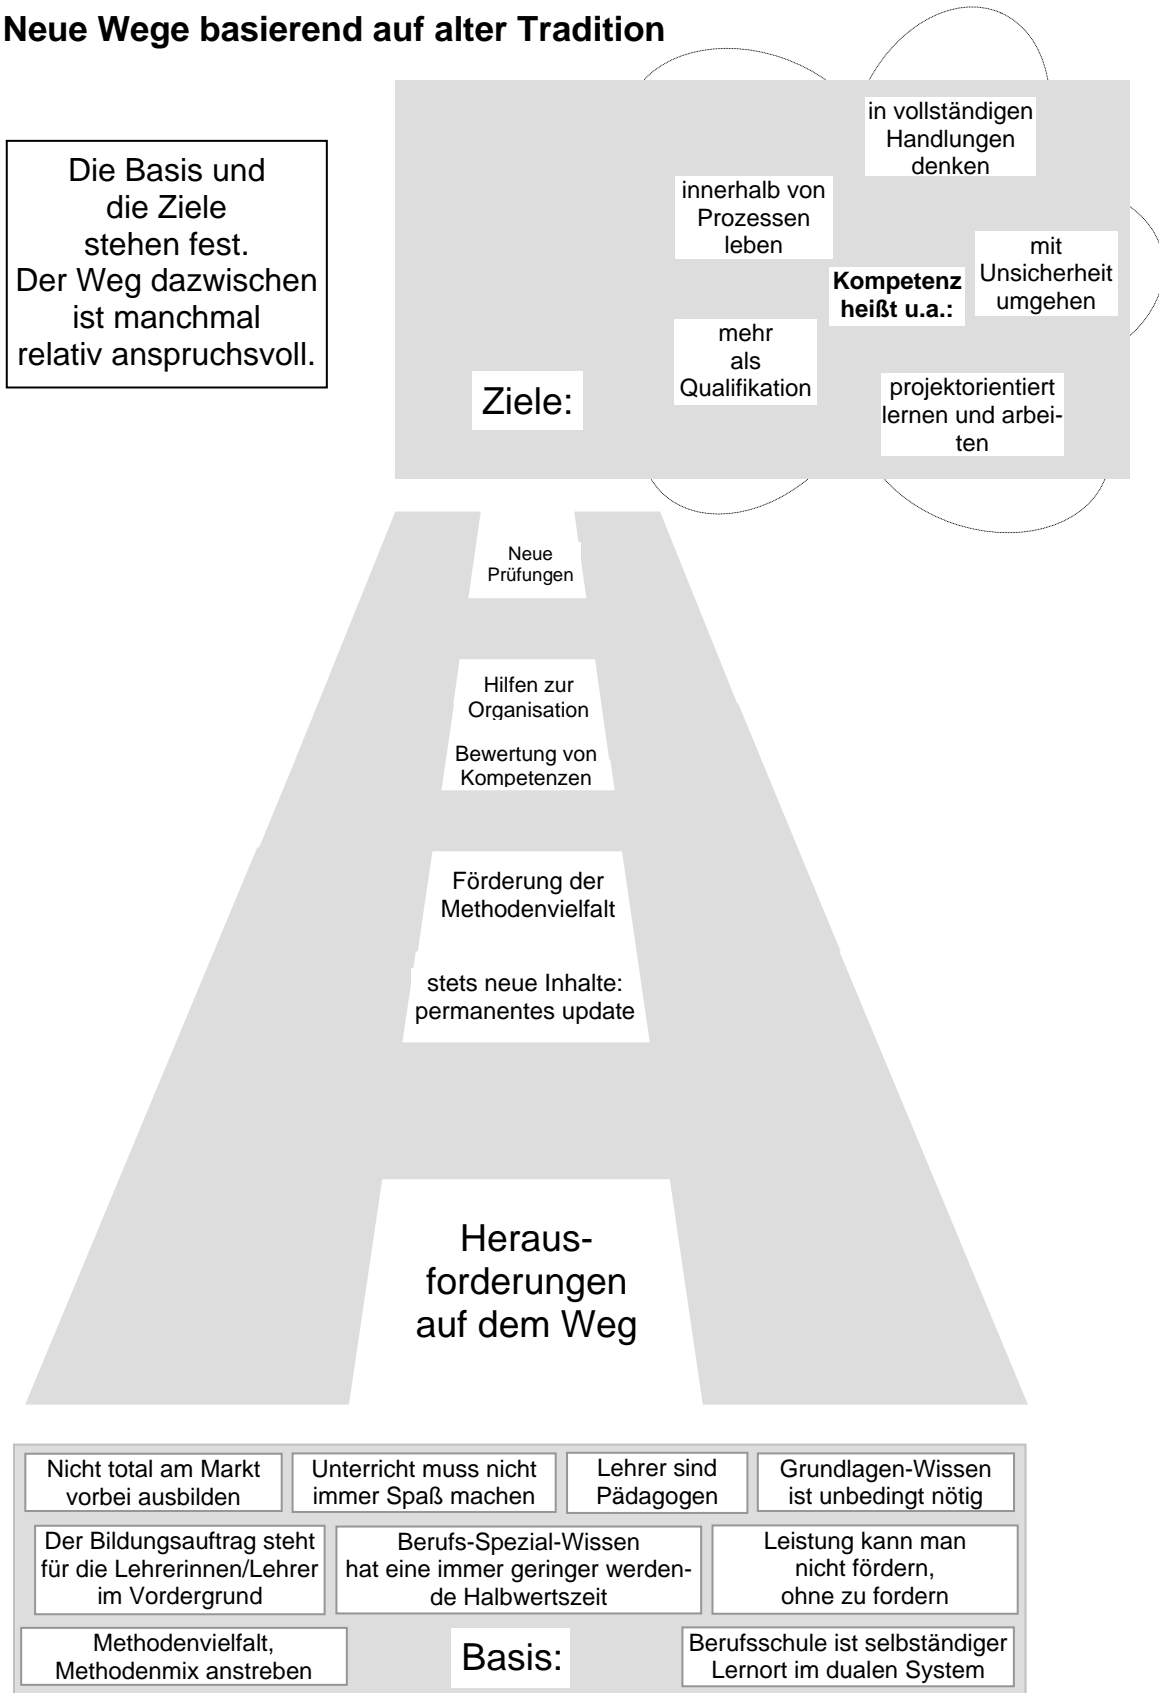 Neue Wege basierend auf alter Tradition
Die Basis und
die Ziele
stehen fest.
Der Weg dazwischen
ist manchmal
relativ anspruchsvoll.
in vollständigen
Handlungen
denken
innerhalb von
Prozessen
leben
mit
Unsicherheit
umgehen
Kompetenz
heißt u.a.:
mehr
als
Qualifikation
projektorientiert
lernen und arbei-
ten
Ziele:
Neue
Prüfungen
Hilfen zur
Organisation
Bewertung von
Kompetenzen
Förderung der
Methodenvielfalt
stets neue Inhalte:
permanentes update
Heraus-
forderungen
auf dem Weg
Nicht total am Markt
vorbei ausbilden
Unterricht muss nicht
immer Spaß machen
Lehrer sind
Pädagogen
Grundlagen-Wissen
ist unbedingt nötig
Der Bildungsauftrag steht
für die Lehrerinnen/Lehrer
im Vordergrund
Berufs-Spezial-Wissen
hat eine immer geringer werden-
de Halbwertszeit
Leistung kann man
nicht fördern,
ohne zu fordern
Methodenvielfalt,
Methodenmix anstreben
Basis:
Berufsschule ist selbständiger
Lernort im dualen System